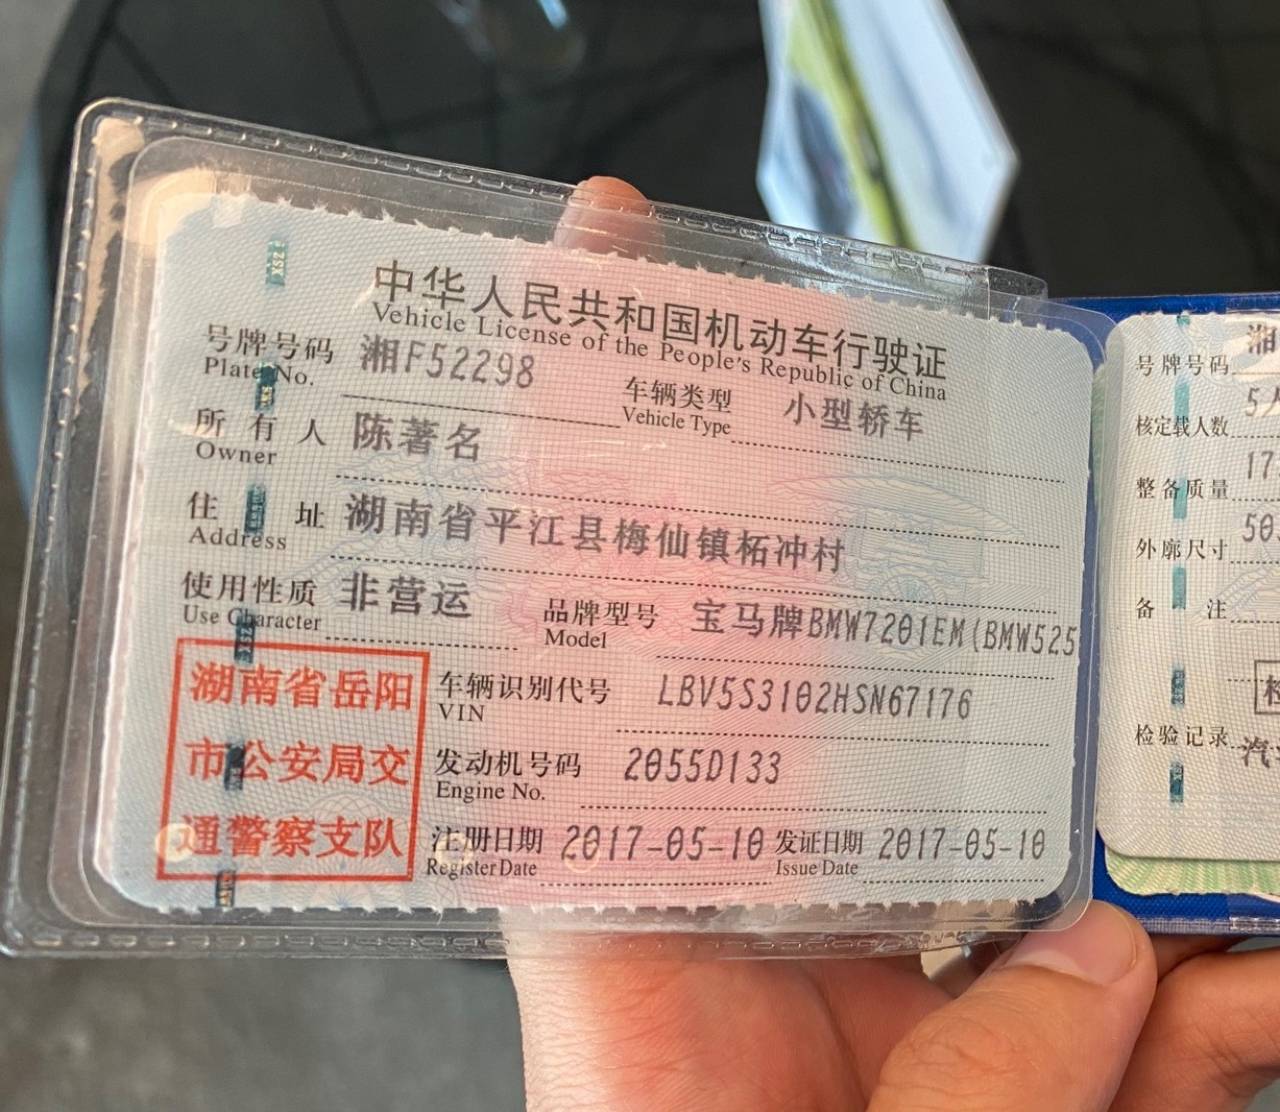 中华人民共和国机动车行驶证
Vehicle License of the People's Republic of China
号牌号码 湘F52298
Plate No.
车辆类型 小型轿车
Vehicle Type
所有人 陈著名
Owner
住址 湖南省平江县梅仙镇柘冲村
Address
使用性质 非营运
Use Character
品牌型号 宝马牌BMW7201EM(BMW525
Model
湖南省岳阳
市公安局交
通警察支队
车辆识别代号 LBV5S3102HSN67176
VIN
发动机号码 2055D133
Engine No.
注册日期 2017-05-10
Register Date
发证日期 2017-05-10
Issue Date
号牌号码 湘
核定载人数 5
整备质量 17
外廓尺寸 50
备注
检验记录
汽